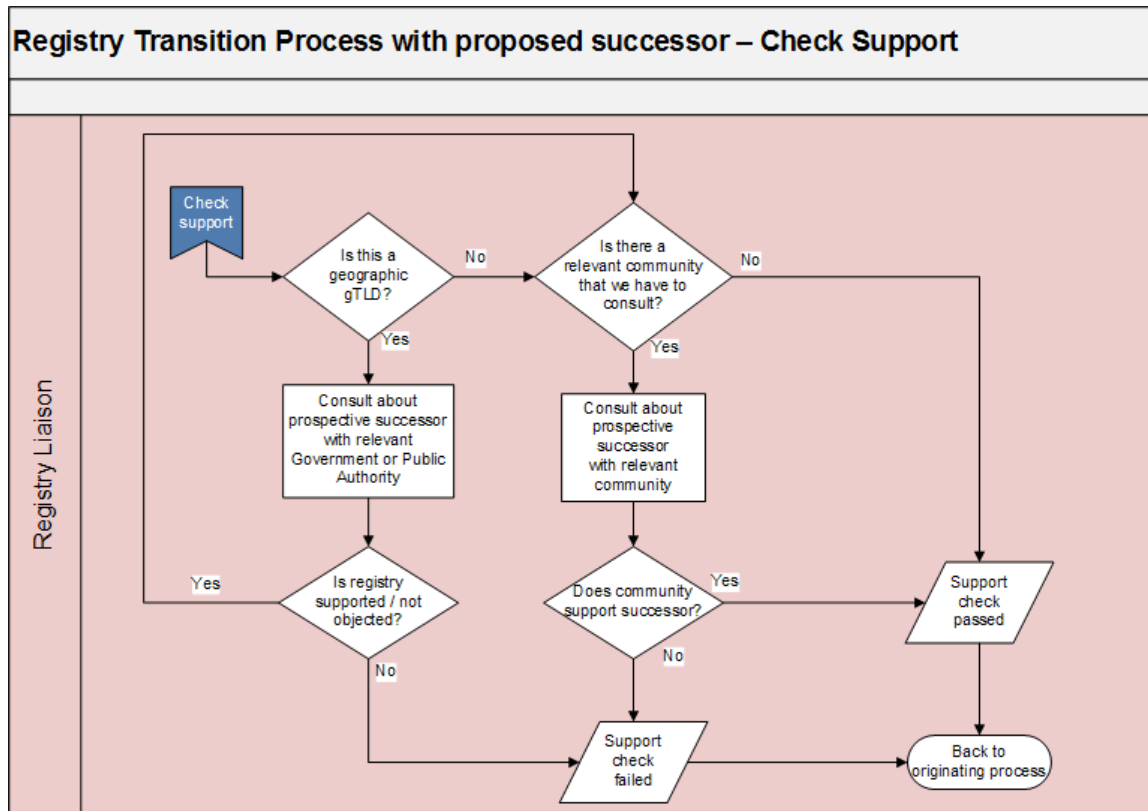 Registry Transition Process with proposed successor – Check Support
Registry Liaison
Check
support
Is this a
geographic
gTLD?
No
Yes
Is there a
relevant community
that we have to
consult?
No
Yes
Consult about
prospective successor
with relevant
Government or Public
Authority
Consult about
prospective
successor
with relevant
community
Is registry
supported / not
objected?
Yes
No
Does community
support successor?
Yes
No
Support
check
passed
Support
check
failed
Back to
originating process